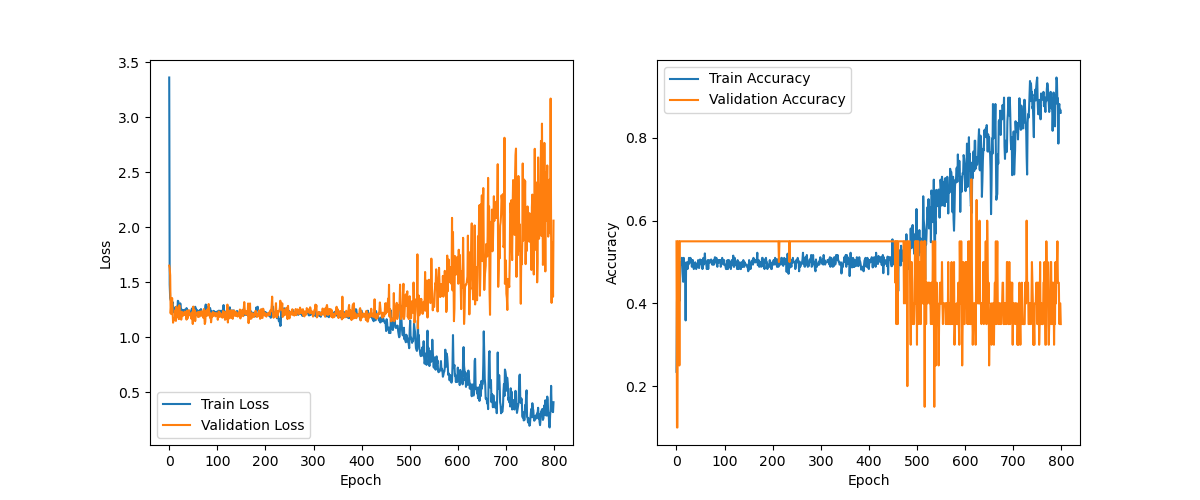 3.5
3.0
2.5
2.0
1.5
1.0
0.5
Loss
Train Loss
Validation Loss
0 100 200 300 400 500 600 700 800
Epoch
Train Accuracy
Validation Accuracy
0.8
0.6
0.4
0.2
Accuracy
0 100 200 300 400 500 600 700 800
Epoch